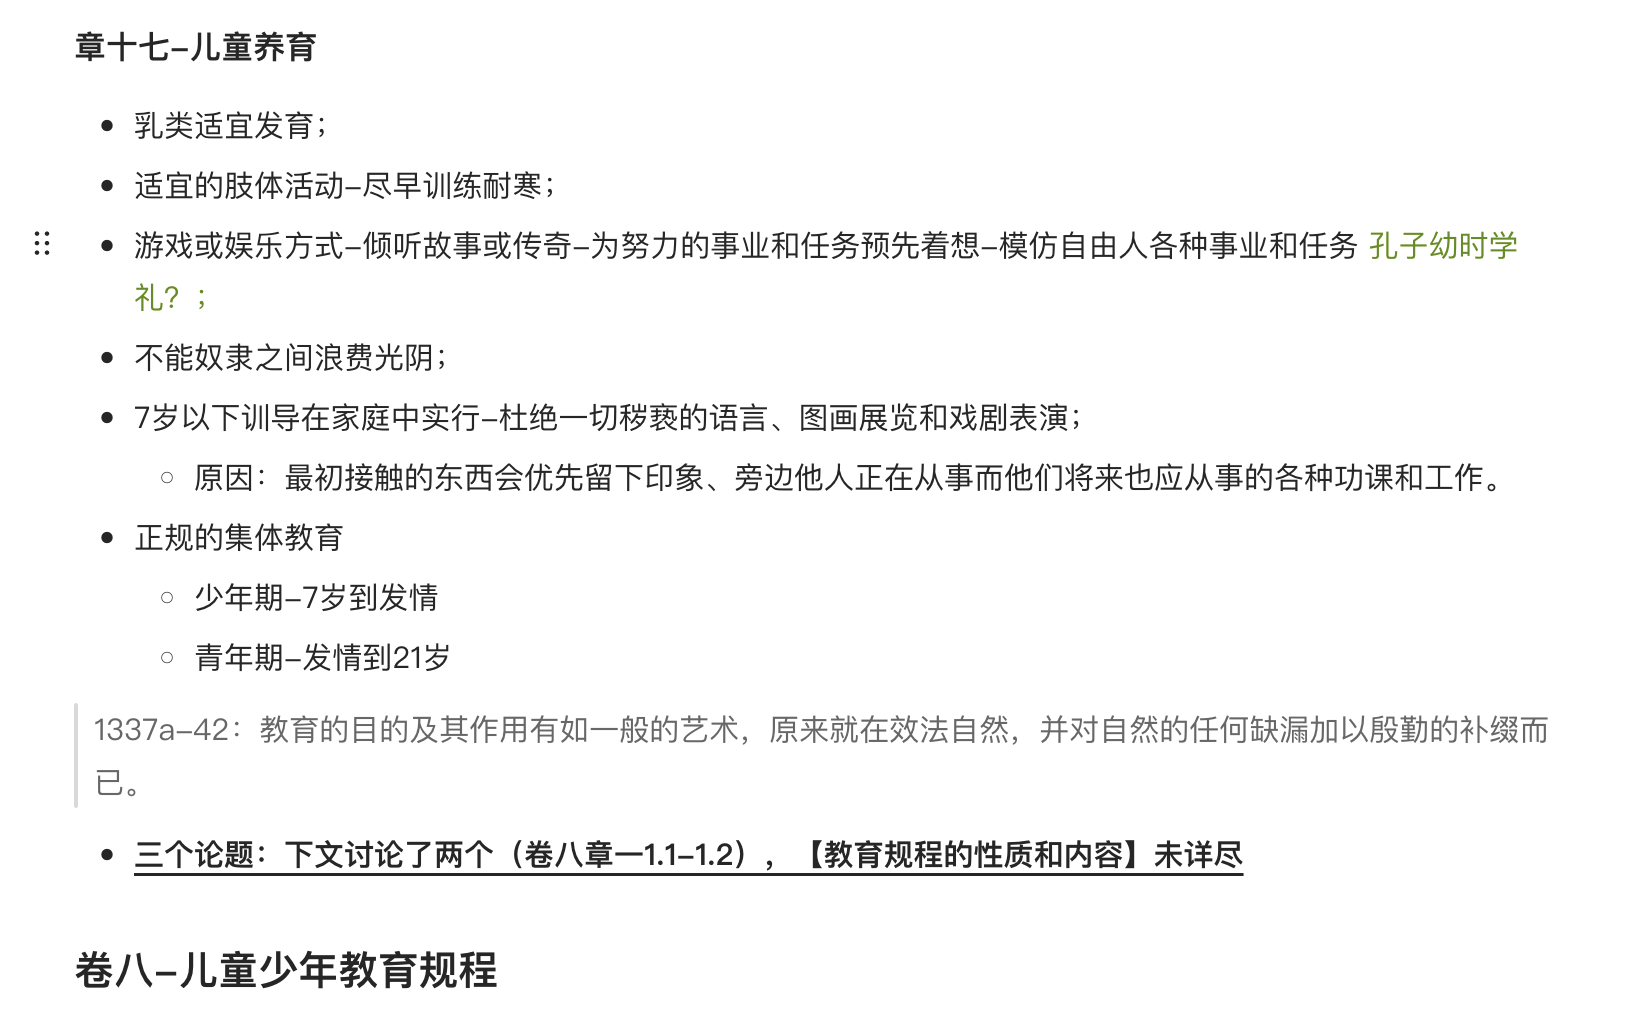 章十七–儿童养育
乳类适宜发育；
适宜的肢体活动–尽早训练耐寒；
游戏或娱乐方式–倾听故事或传奇–为努力的事业和任务预先着想–模仿自由人各种事业和任务 孔子幼时学
礼？；
不能奴隶之间浪费光阴；
7岁以下训导在家庭中实行–杜绝一切秽亵的语言、图画展览和戏剧表演；
原因：最初接触的东西会优先留下印象、旁边他人正在从事而他们将来也应从事的各种功课和工作。
正规的集体教育
少年期–7岁到发情
青年期–发情到21岁
1337a–42：教育的目的及其作用有如一般的艺术，原来就在效法自然，并对自然的任何缺漏加以殷勤的补缀而
已。
三个论题：下文讨论了两个（卷八章一1.1–1.2），【教育规程的性质和内容】未详尽
卷八–儿童少年教育规程